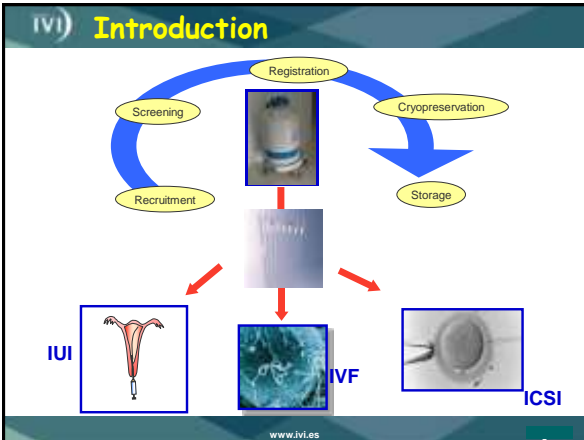 IVI) Introduction
Registration
Screening
Cryopreservation
Recruitment
Storage
IUI
IVF
ICSI
www.ivi.es